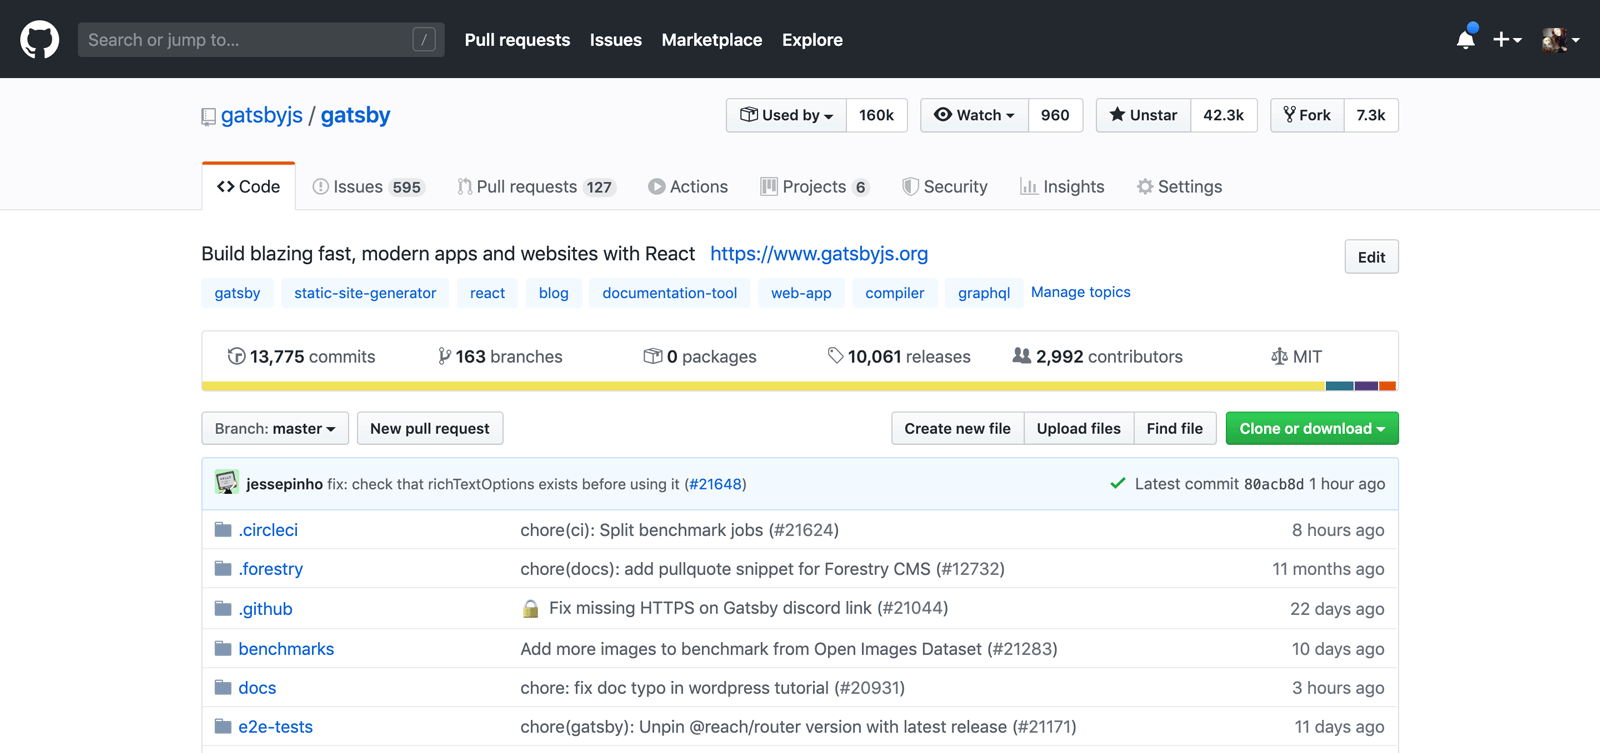 Search or jump to... / Pull requests Issues Marketplace Explore
gatsbyjs / gatsby Used by 160k Watch 960 Unstar 42.3k Fork 7.3k
Code Issues 595 Pull requests 127 Actions Projects 6 Security Insights Settings
Build blazing fast, modern apps and websites with React https://www.gatsbyjs.org Edit
gatsby static-site-generator react blog documentation-tool web-app compiler graphql Manage topics
13,775 commits 163 branches 0 packages 10,061 releases 2,992 contributors MIT
Branch: master New pull request Create new file Upload files Find file Clone or download
jessepinho fix: check that richTextOptions exists before using it (#21648) Latest commit 80acb8d 1 hour ago
.circleci chore(ci): Split benchmark jobs (#21624) 8 hours ago
.forestry chore(docs): add pullquote snippet for Forestry CMS (#12732) 11 months ago
.github Fix missing HTTPS on Gatsby discord link (#21044) 22 days ago
benchmarks Add more images to benchmark from Open Images Dataset (#21283) 10 days ago
docs chore: fix doc typo in wordpress tutorial (#20931) 3 hours ago
e2e-tests chore(gatsby): Unpin @reach/router version with latest release (#21171) 11 days ago